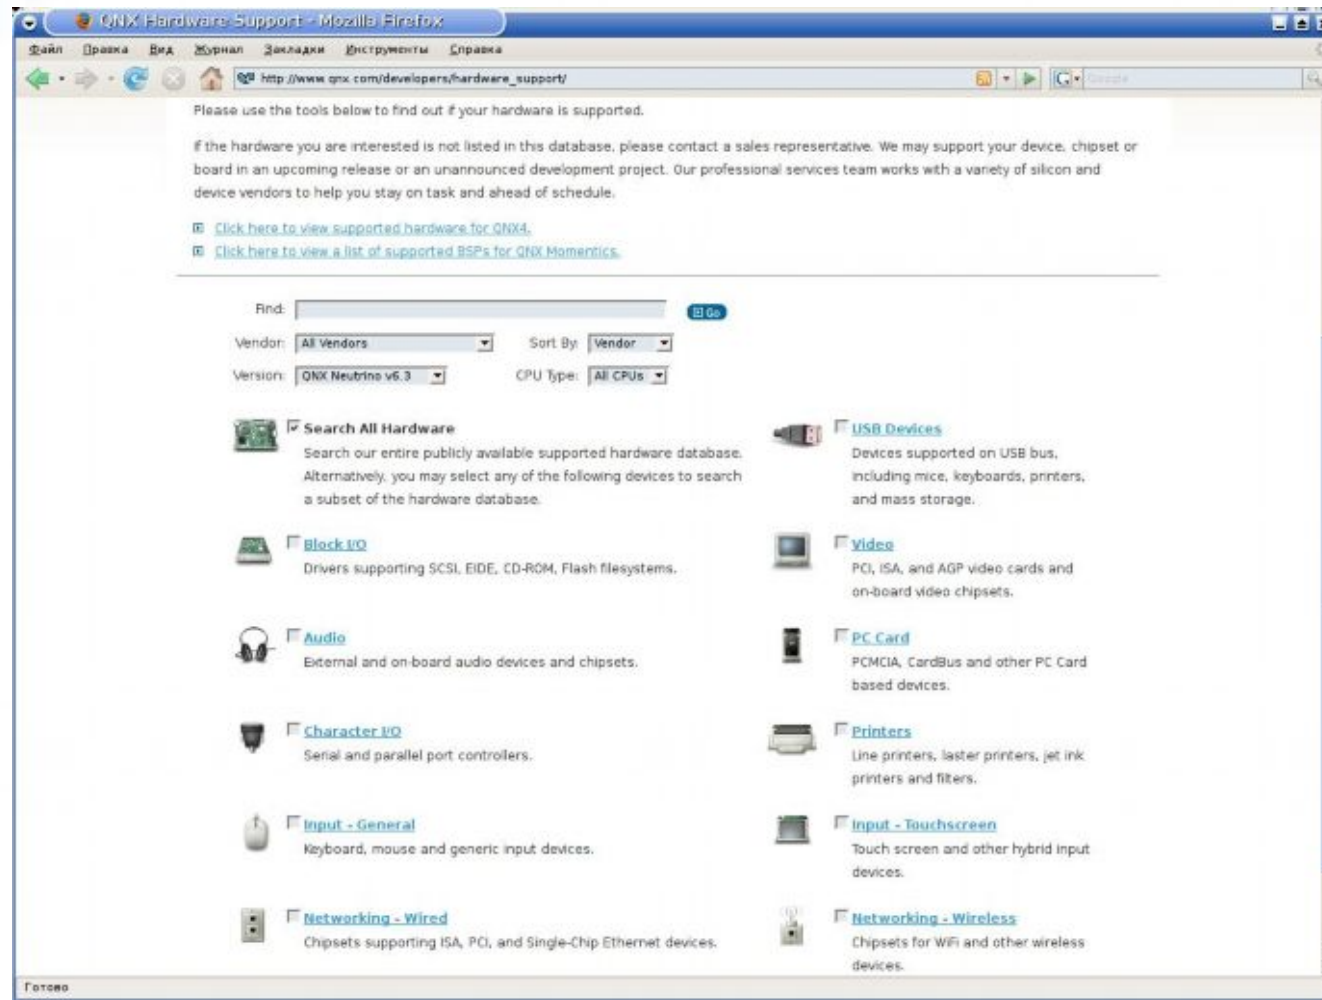 QNX Hardware Support - Mozilla Firefox
Файл Правка Вид Журнал Закладки Инструменты Справка
http://www.qnx.com/developers/hardware_support/
Please use the tools below to find out if your hardware is supported.
If the hardware you are interested is not listed in this database, please contact a sales representative. We may support your device, chipset or
board in an upcoming release or an unannounced development project. Our professional services team works with a variety of silicon and
device vendors to help you stay on task and ahead of schedule.
Click here to view supported hardware for QNX4.
Click here to view a list of supported BSPs for QNX Momentics.
Find:
Go
Vendor: All Vendors Sort By: Vendor
Version: QNX Neutrino v6.3 CPU Type: All CPUs
Search All Hardware
Search our entire publicly available supported hardware database.
Alternatively, you may select any of the following devices to search
a subset of the hardware database.
USB Devices
Devices supported on USB bus,
including mice, keyboards, printers,
and mass storage.
Block I/O
Drivers supporting SCSI, EIDE, CD-ROM, Flash filesystems.
Video
PCI, ISA, and AGP video cards and
on-board video chipsets.
Audio
External and on-board audio devices and chipsets.
PC Card
PCMCIA, CardBus and other PC Card
based devices.
Character I/O
Serial and parallel port controllers.
Printers
Line printers, laster printers, jet ink
printers and filters.
Input - General
Keyboard, mouse and generic input devices.
Input - Touchscreen
Touch screen and other hybrid input
devices.
Networking - Wired
Chipsets supporting ISA, PCI, and Single-Chip Ethernet devices.
Networking - Wireless
Chipsets for WiFi and other wireless
devices.
Готово